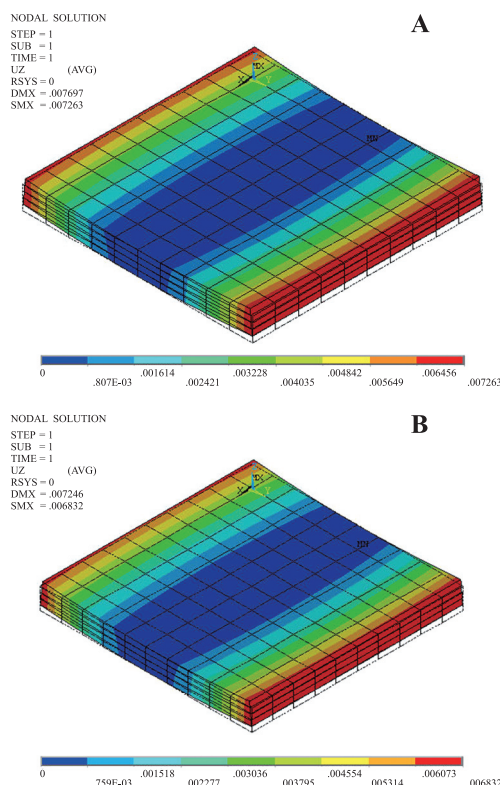 A
NODAL SOLUTION
STEP = 1
SUB = 1
TIME = 1
UZ (AVG)
RSYS = 0
DMX = .007697
SMX = .007263
MX
X Y
MN
0 .001614 .003228 .004842 .006456
.807E-03 .002421 .004035 .005649 .007263
B
NODAL SOLUTION
STEP = 1
SUB = 1
TIME = 1
UZ (AVG)
RSYS = 0
DMX = .007246
SMX = .006832
MX
X Y
MN
0 .001518 .003036 .004554 .006073
.759E-03 .002277 .003795 .005314 .006832